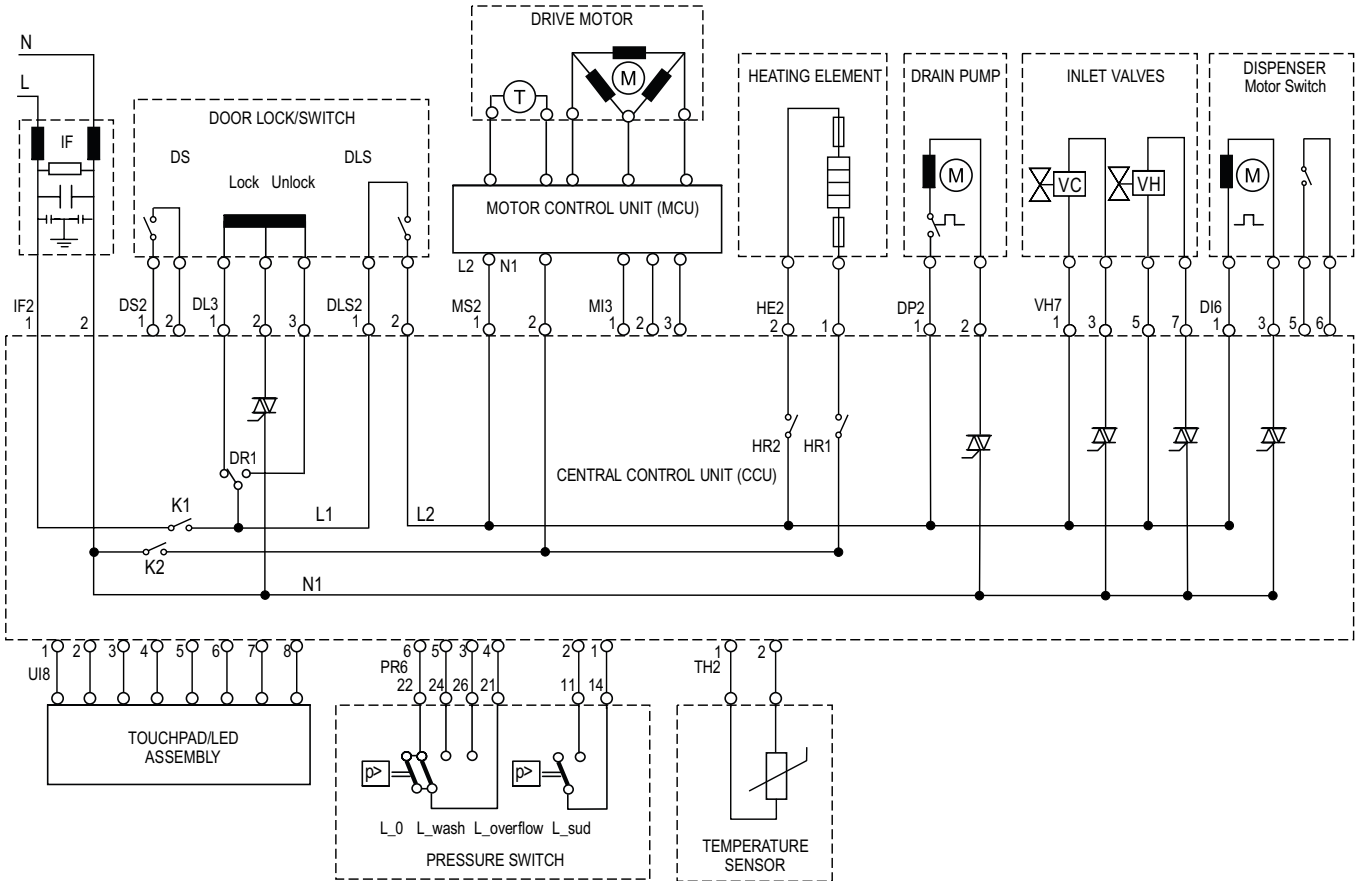 N
L
IF
DOOR LOCK/SWITCH
DS
DLS
Lock Unlock
DRIVE MOTOR
T
M
MOTOR CONTROL UNIT (MCU)
L2 N1
HEATING ELEMENT
DRAIN PUMP
M
INLET VALVES
VC
VH
DISPENSER
Motor Switch
M
IF2
1 2
DS2
1 2
DL3
1 2 3
DLS2
1 2
MS2
1 2
MI3
1 2 3
HE2
2 1
DP2
1 2
VH7
1 3 5 7
DI6
1 3 5 6
DR1
HR2 HR1
CENTRAL CONTROL UNIT (CCU)
K1
L1
L2
K2
N1
1 2 3 4 5 6 7 8
UI8
TOUCHPAD/LED
ASSEMBLY
6 5 3 4 2 1
PR6
22 24 26 21 11 14
p>
p>
L_0 L_wash L_overflow L_sud
PRESSURE SWITCH
1 2
TH2
TEMPERATURE
SENSOR